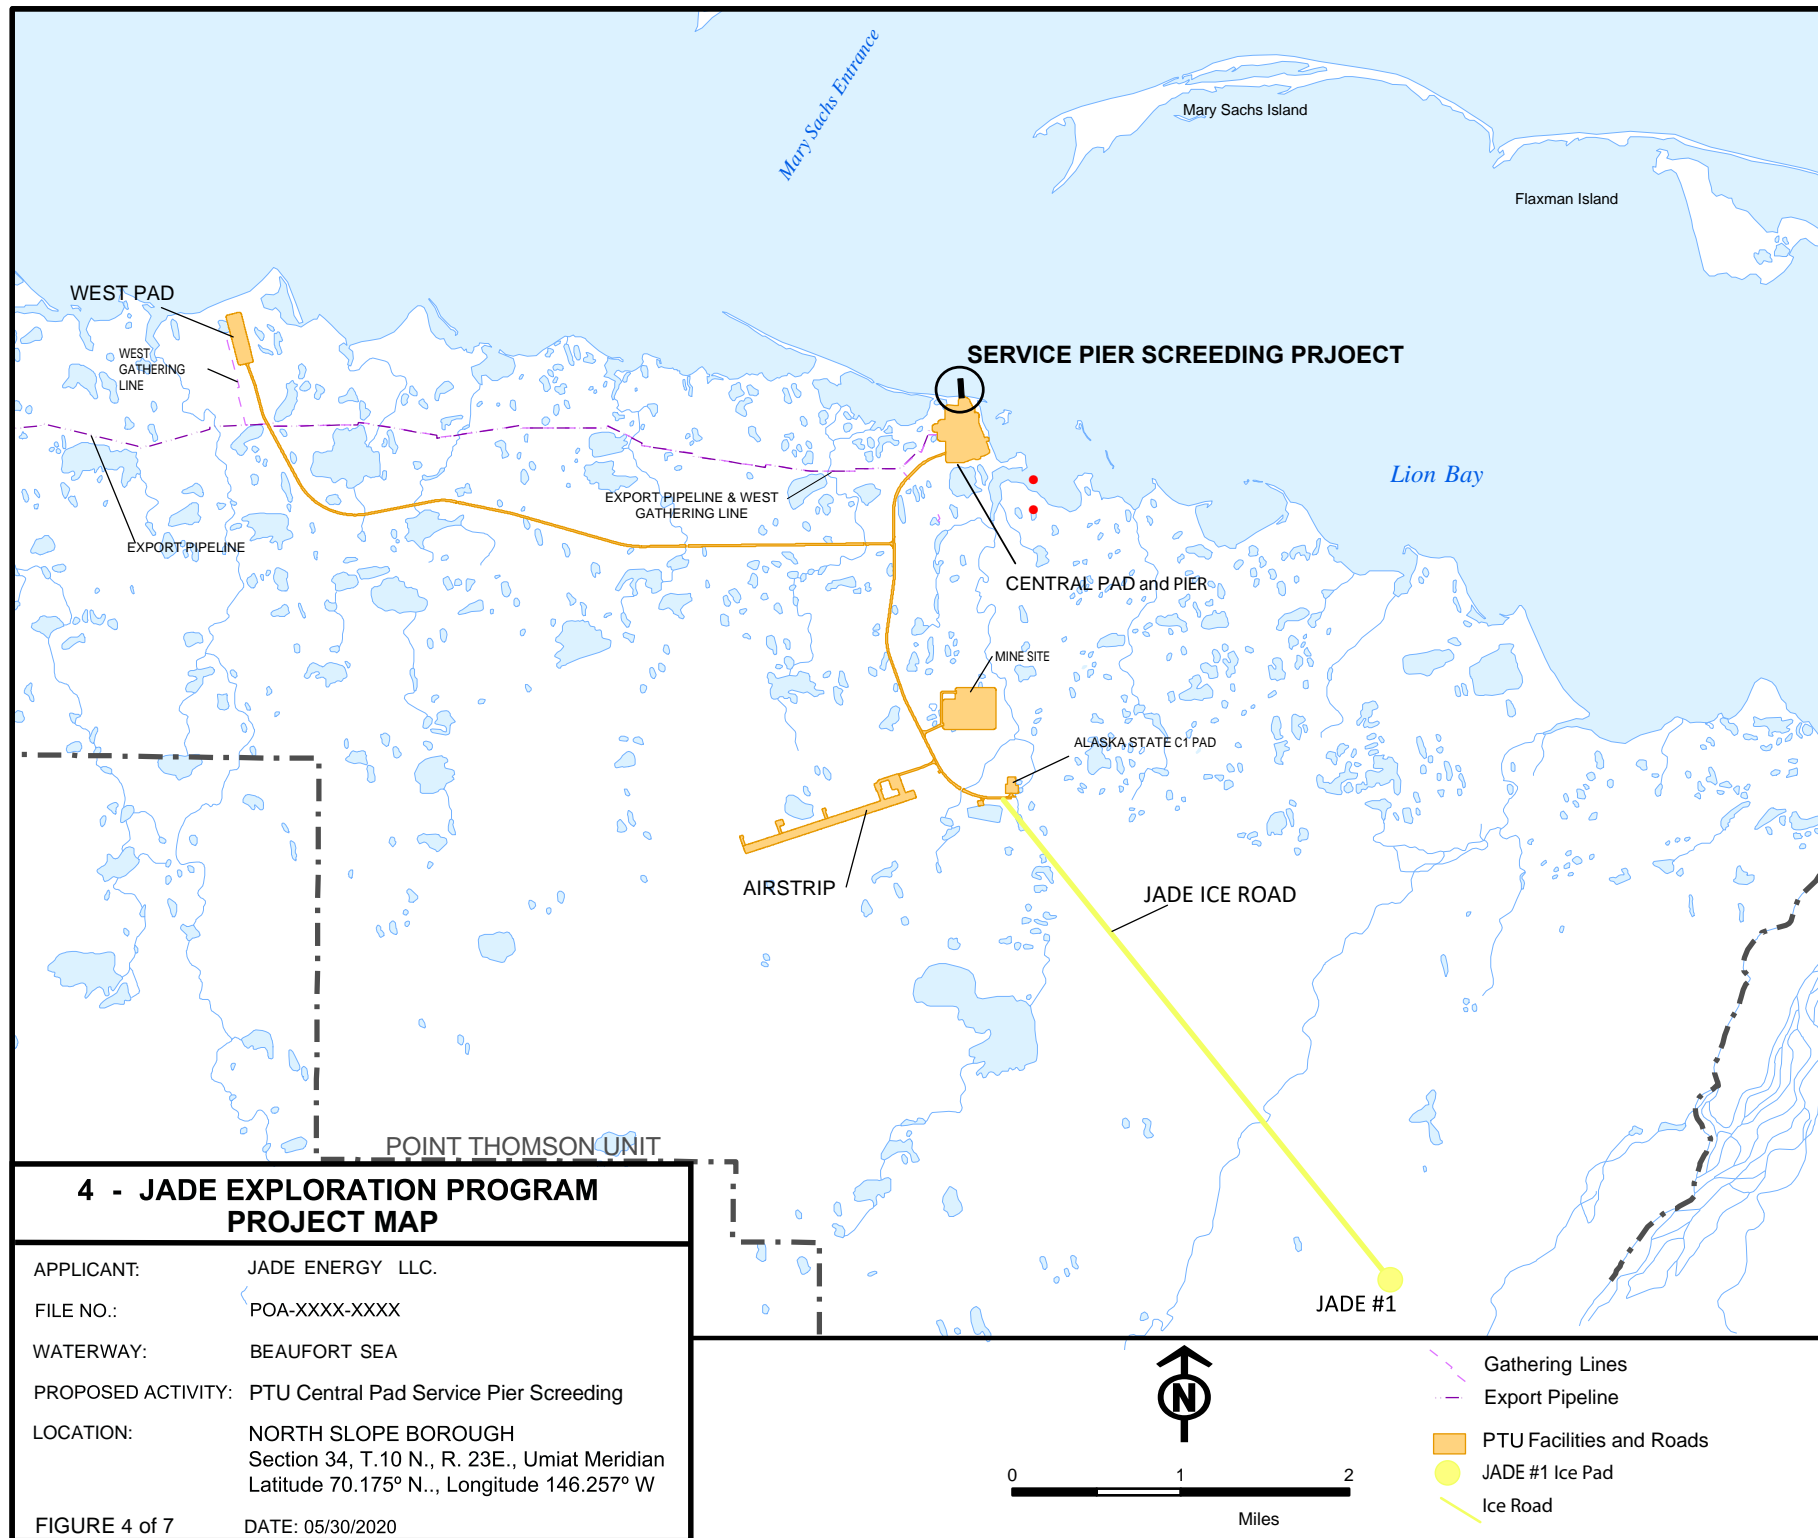 Mary Sachs Entrance
Mary Sachs Island
Flaxman Island
WEST PAD
WEST
GATHERING
LINE
SERVICE PIER SCREEDING PRJOECT
Lion Bay
EXPORT PIPELINE & WEST
GATHERING LINE
EXPORT PIPELINE
CENTRAL PAD and PIER
MINE SITE
ALASKA STATE C1 PAD
AIRSTRIP
JADE ICE ROAD
POINT THOMSON UNIT
JADE #1
4 - JADE EXPLORATION PROGRAM
PROJECT MAP
APPLICANT: JADE ENERGY LLC.
FILE NO.: POA-XXXX-XXXX
WATERWAY: BEAUFORT SEA
PROPOSED ACTIVITY: PTU Central Pad Service Pier Screeding
LOCATION: NORTH SLOPE BOROUGH
Section 34, T.10 N., R. 23E., Umiat Meridian
Latitude 70.175º N.., Longitude 146.257º W
FIGURE 4 of 7 DATE: 05/30/2020
N
0 1 2
Miles
Gathering Lines
Export Pipeline
PTU Facilities and Roads
JADE #1 Ice Pad
Ice Road